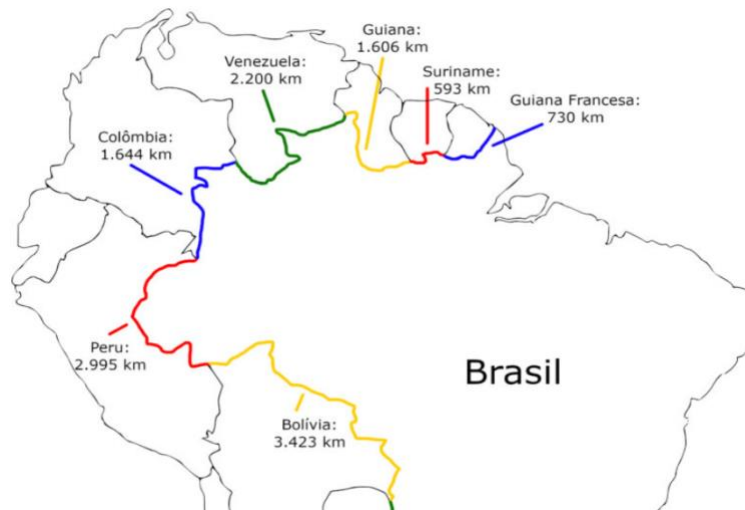 Guiana:
1.606 km
Venezuela:
2.200 km
Suriname:
593 km
Guiana Francesa:
730 km
Colômbia:
1.644 km
Peru:
2.995 km
Brasil
Bolívia:
3.423 km